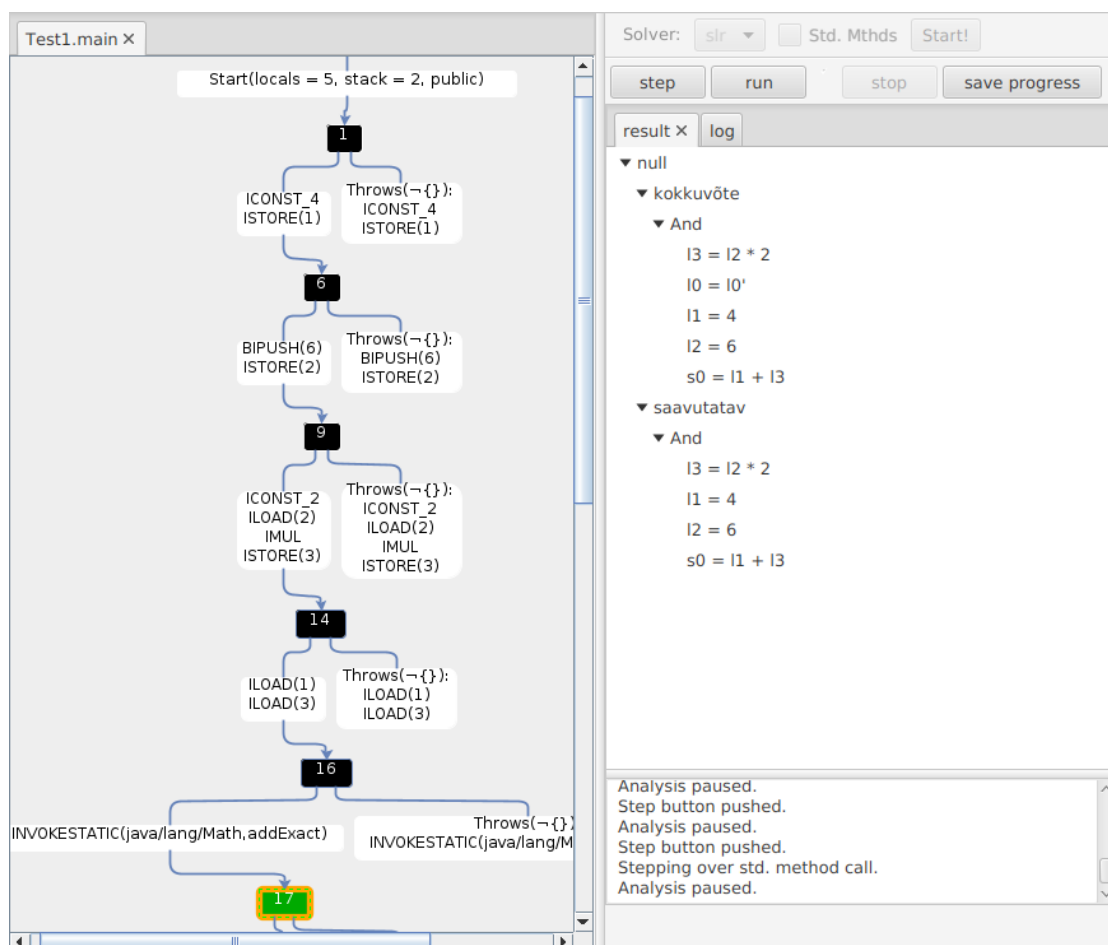 Test1.main ×
Start(locals = 5, stack = 2, public)
1
ICONST_4
ISTORE(1)
Throws(¬{}):
ICONST_4
ISTORE(1)
6
BIPUSH(6)
ISTORE(2)
Throws(¬{}):
BIPUSH(6)
ISTORE(2)
9
ICONST_2
ILOAD(2)
IMUL
ISTORE(3)
Throws(¬{}):
ICONST_2
ILOAD(2)
IMUL
ISTORE(3)
14
ILOAD(1)
ILOAD(3)
Throws(¬{}):
ILOAD(1)
ILOAD(3)
16
INVOKESTATIC(java/lang/Math,addExact)
Throws(¬{})
INVOKESTATIC(java/lang/M
17
Solver: slr Std. Mthds Start!
step run stop save progress
result × log
null
kokkuvõte
And
l3 = l2 * 2
l0 = l0'
l1 = 4
l2 = 6
s0 = l1 + l3
saavutatav
And
l3 = l2 * 2
l1 = 4
l2 = 6
s0 = l1 + l3
Analysis paused.
Step button pushed.
Analysis paused.
Step button pushed.
Stepping over std. method call.
Analysis paused.